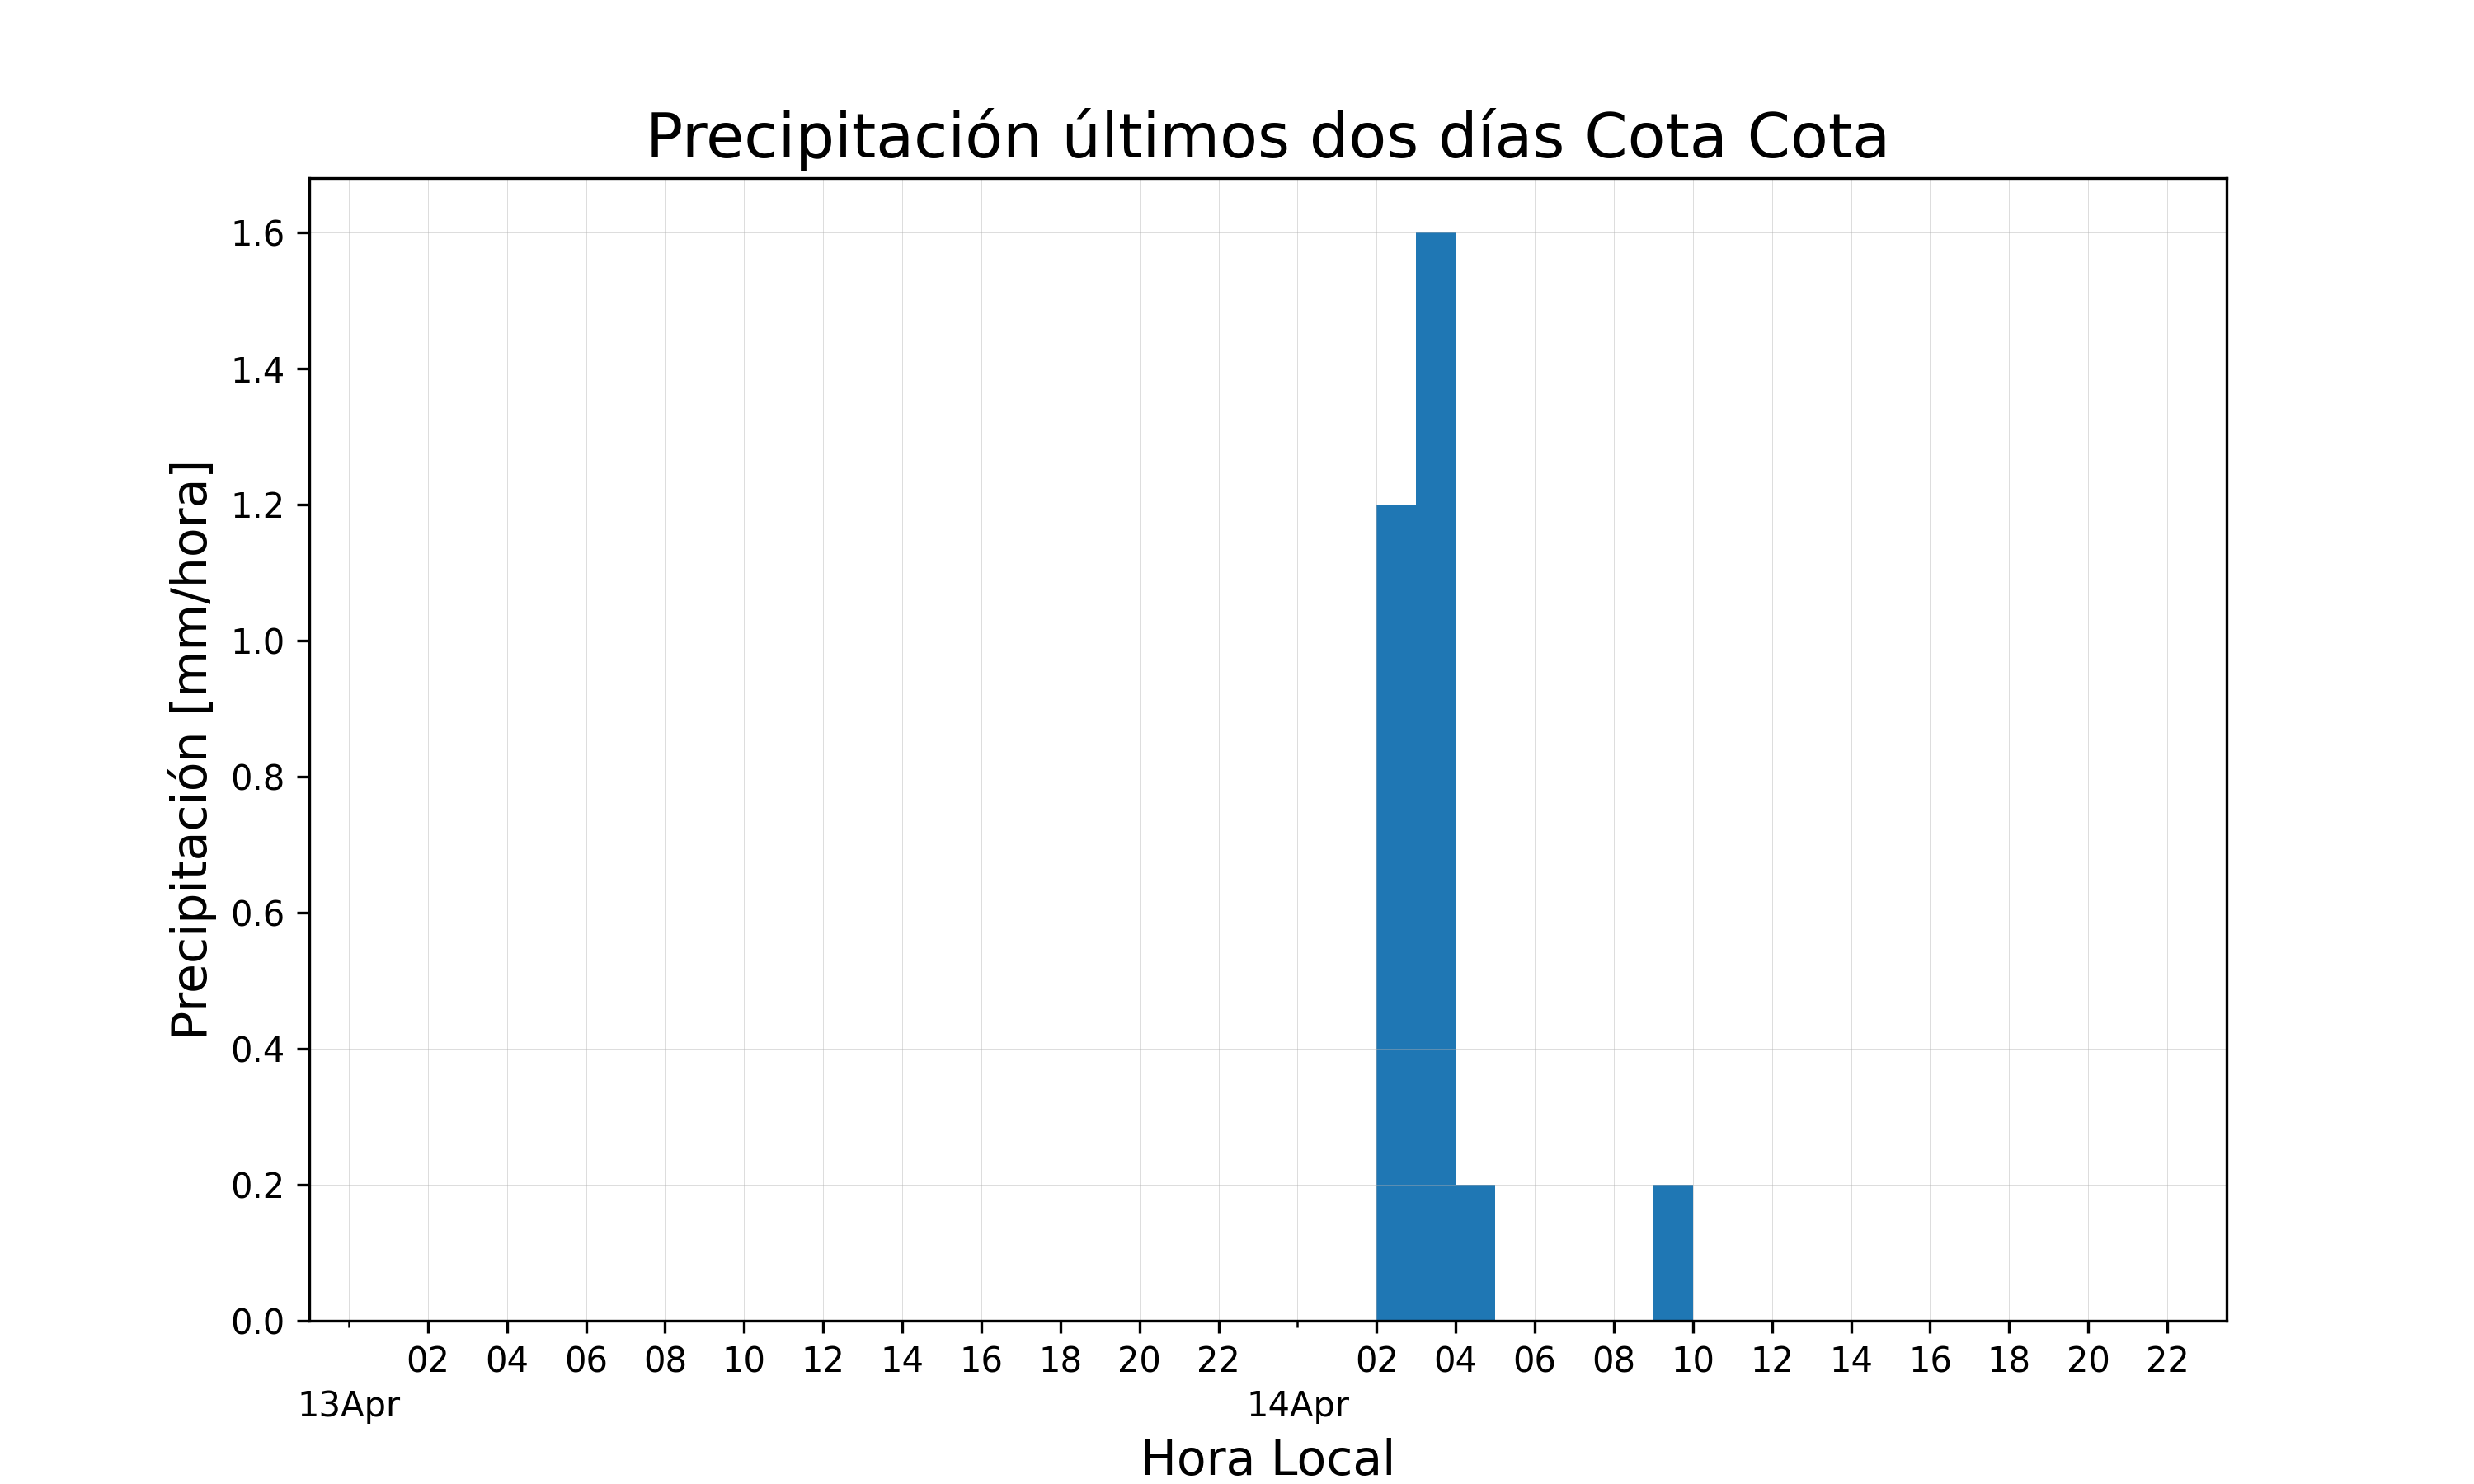 Precipitación últimos dos días Cota Cota
Precipitación [mm/hora]
1.6
1.4
1.2
1.0
0.8
0.6
0.4
0.2
0.0
02 04 06 08 10 12 14 16 18 20 22 02 04 06 08 10 12 14 16 18 20 22
13Apr 14Apr
Hora Local